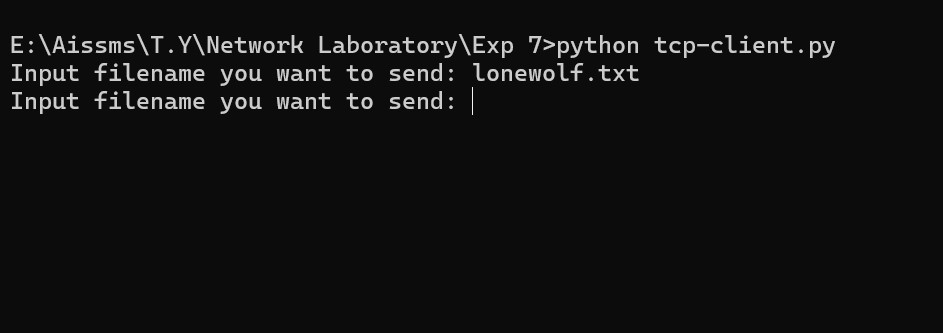 E:\Aissms\T.Y\Network Laboratory\Exp 7>python tcp-client.py
Input filename you want to send: lonewolf.txt
Input filename you want to send: